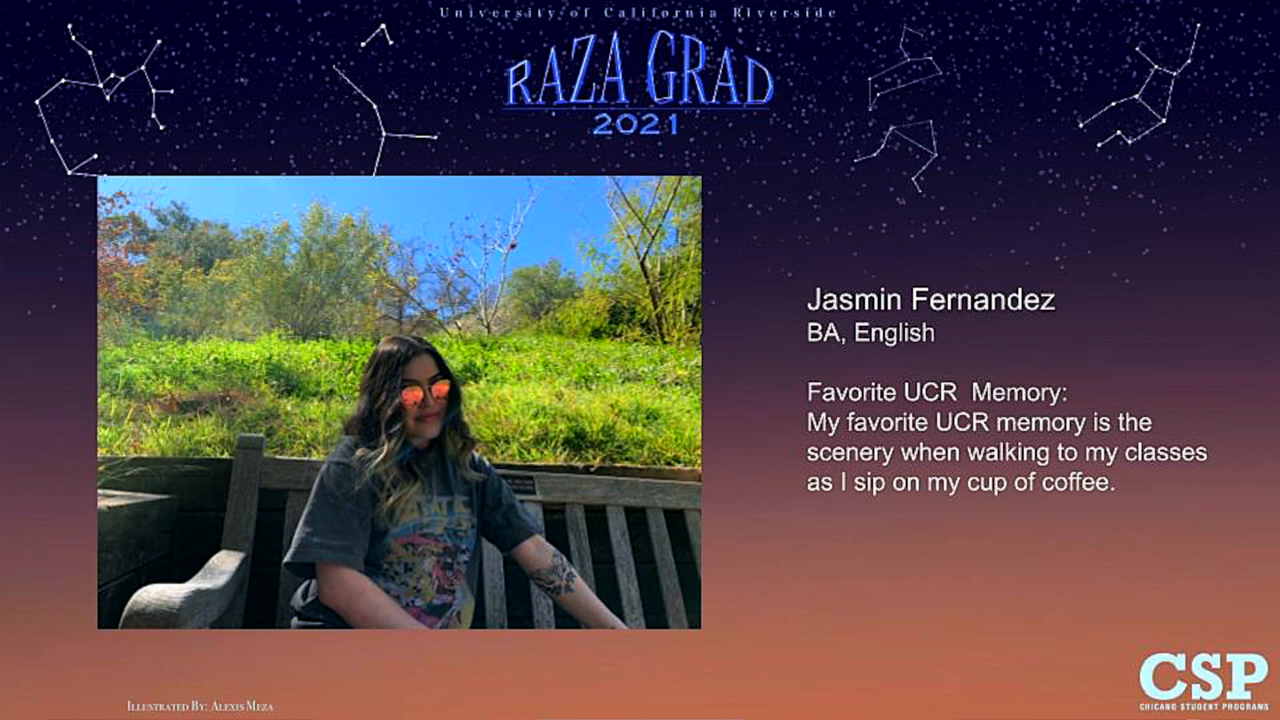 University of California Riverside
RAZA GRAD
2021
Jasmin Fernandez
BA, English
Favorite UCR Memory:
My favorite UCR memory is the
scenery when walking to my classes
as I sip on my cup of coffee.
ILLUSTRATED BY: ALEXIS MEZA
CSP
CHICANO STUDENT PROGRAMS